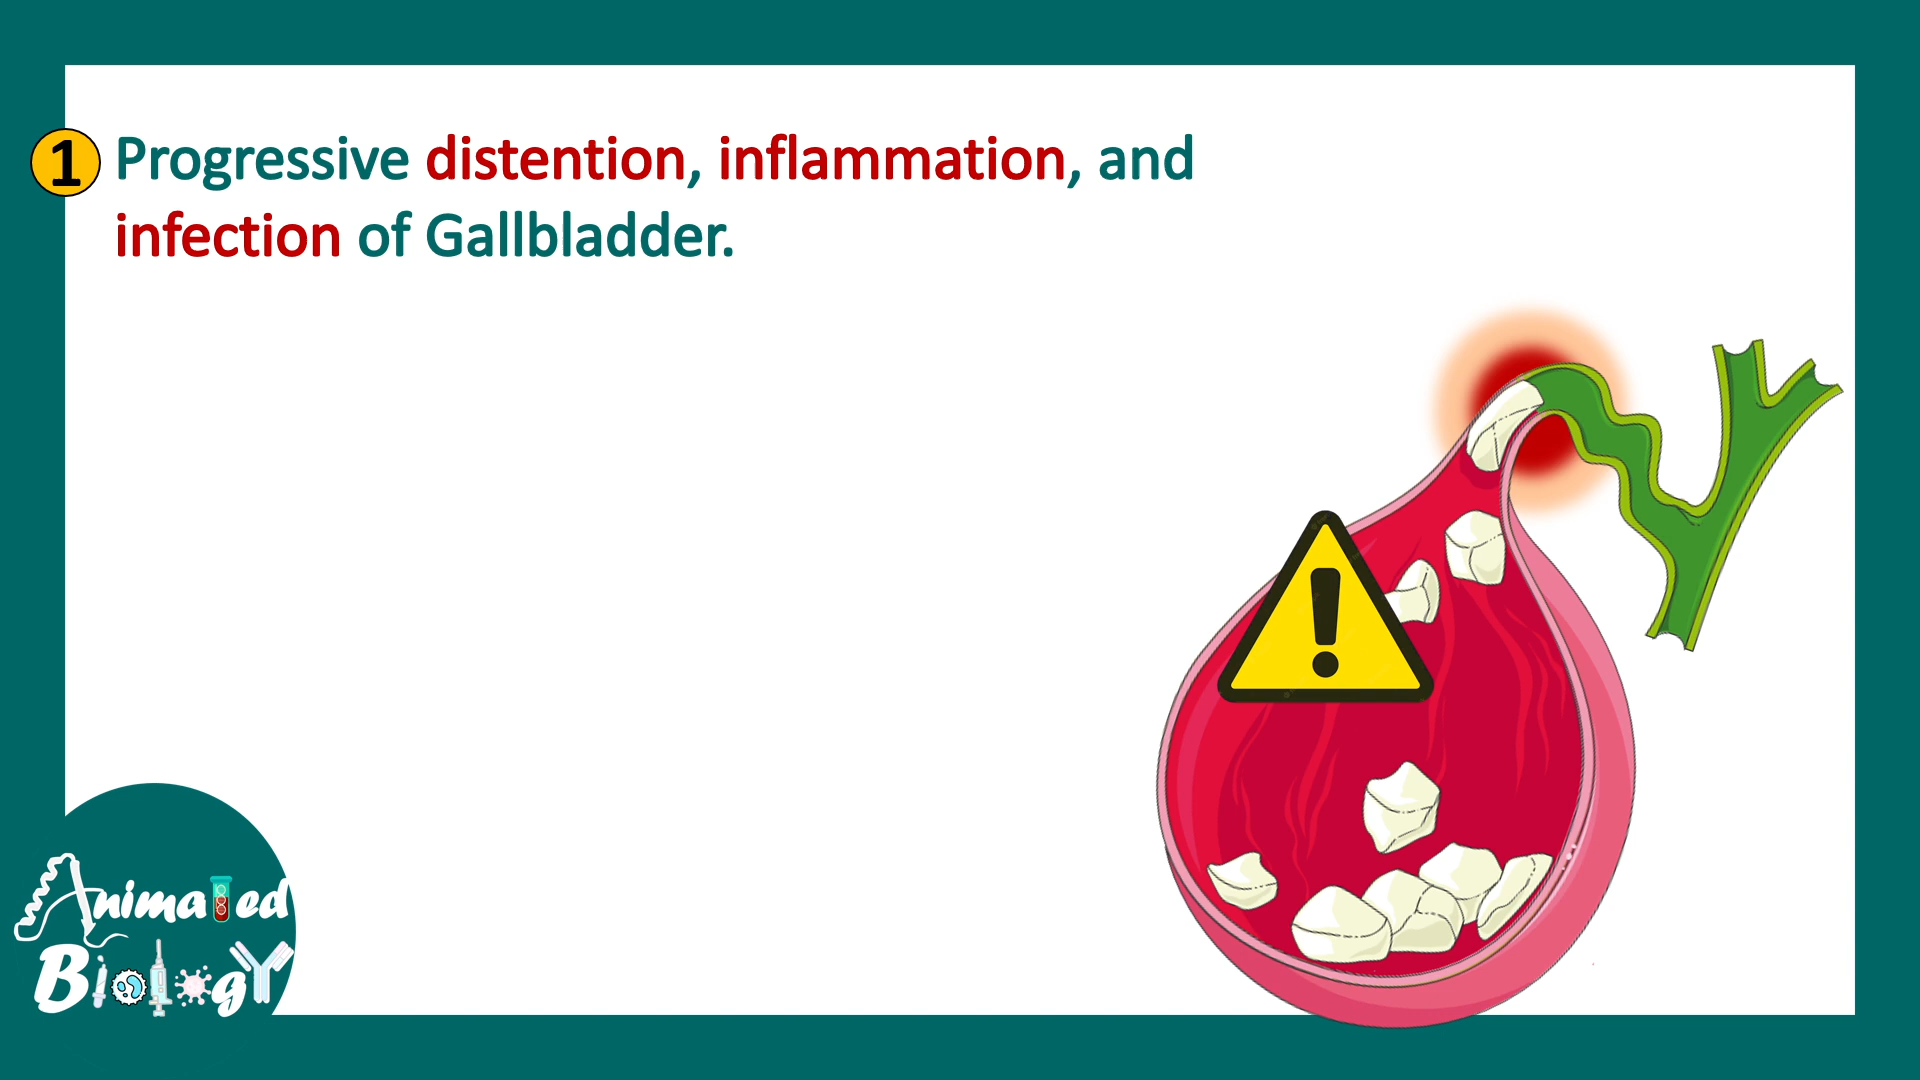 1 Progressive distention, inflammation, and
infection of Gallbladder.
Animated
Biology